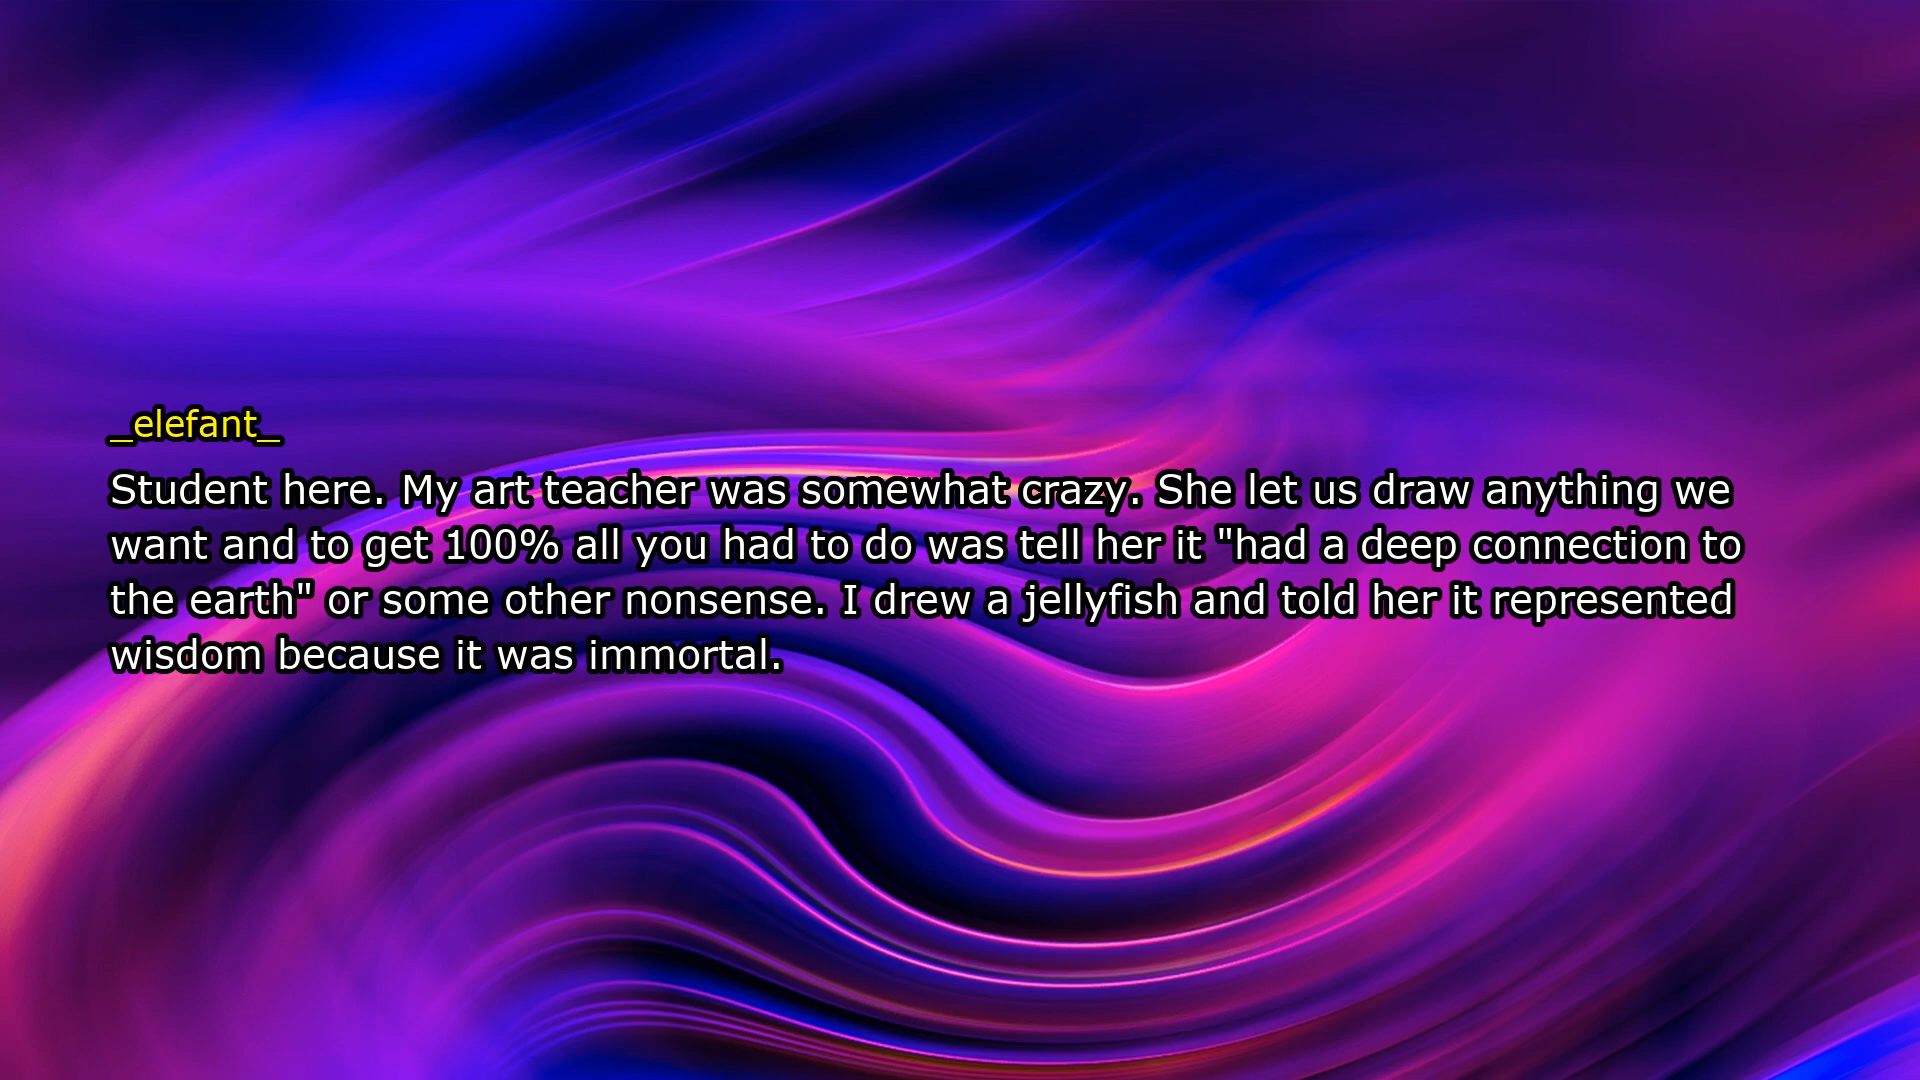 _elefant_
Student here. My art teacher was somewhat crazy. She let us draw anything we
want and to get 100% all you had to do was tell her it "had a deep connection to
the earth" or some other nonsense. I drew a jellyfish and told her it represented
wisdom because it was immortal.